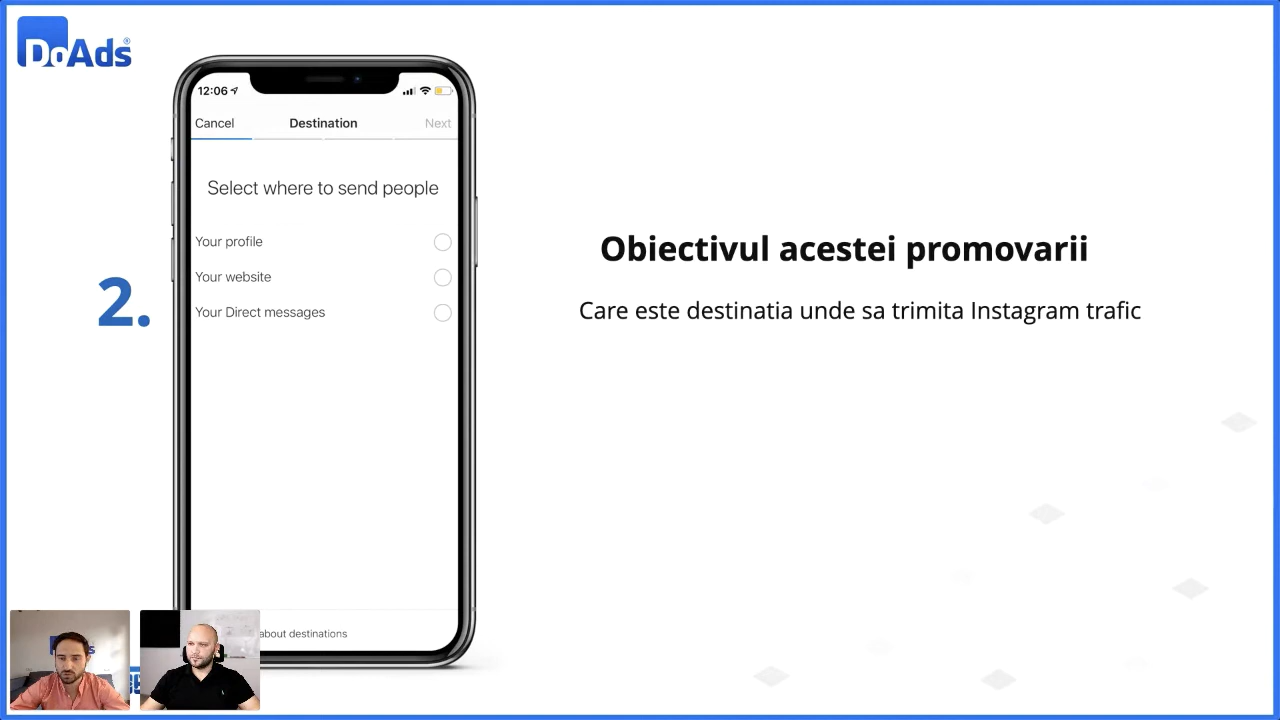 DoAds®
12:06
Cancel
Destination
Next
Select where to send people
Your profile
Your website
Your Direct messages
about destinations
2.
Obiectivul acestei promovarii
Care este destinatia unde sa trimita Instagram trafic